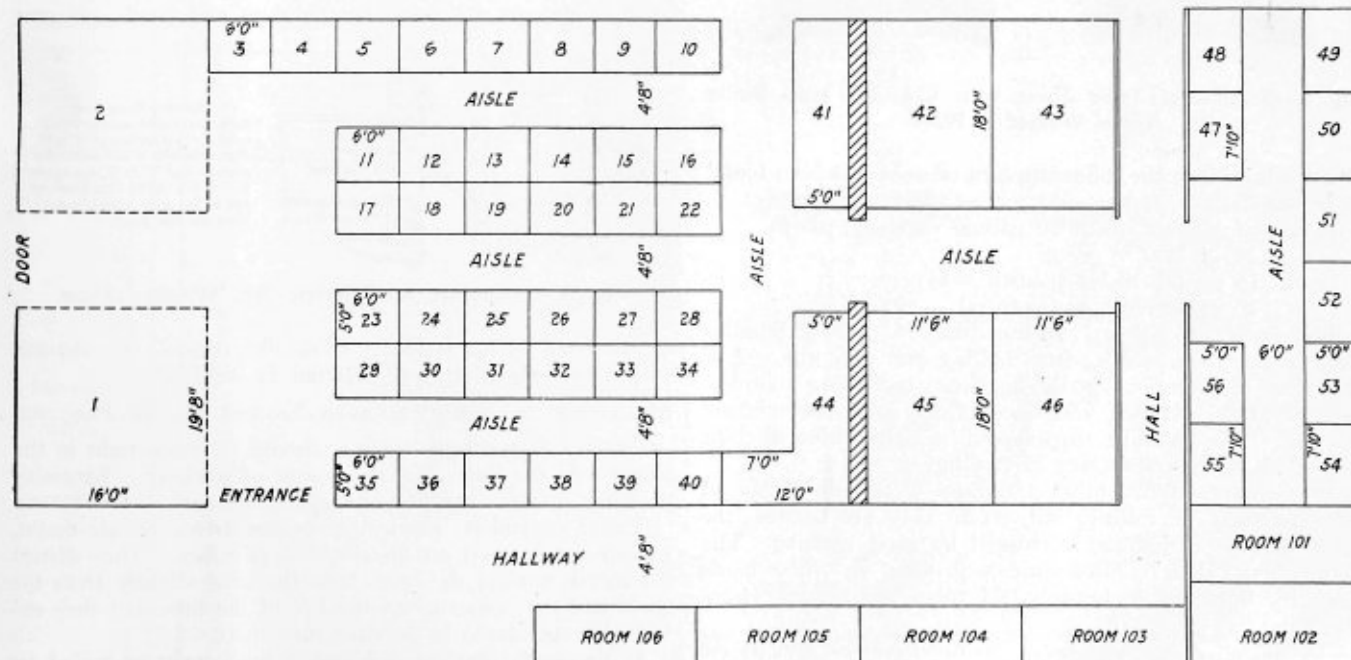 6'0"
3 4 5 6 7 8 9 10
AISLE 4'8"
2
6'0"
11 12 13 14 15 16
17 18 19 20 21 22
AISLE 4'8"
DOOR
6'0"
5'0" 23 24 25 26 27 28
29 30 31 32 33 34
AISLE 4'8"
1
19'8"
16'0"
ENTRANCE
6'0"
5'0" 35 36 37 38 39 40
7'0"
12'0"
HALLWAY 4'8"
AISLE
41 42 18'0" 43
5'0"
AISLE
5'0" 11'6" 11'6"
44 45 18'0" 46
HALL
48 49
47 7'10" 50
51
AISLE
52
5'0" 6'0" 5'0"
56 53
55 7'10" 7'10" 54
ROOM 101
ROOM 106 ROOM 105 ROOM 104 ROOM 103 ROOM 102